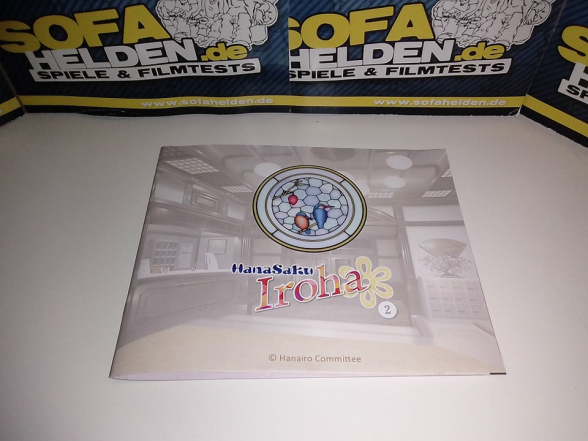 SOFA
HELDEN.de
SPIELE & FILMTESTS
www.sofahelden.de
SOFA
HELDEN.de
SPIELE & FILMTESTS
www.sofahelden.de
HanaSaku
Iroha
2
© Hanairo Committee